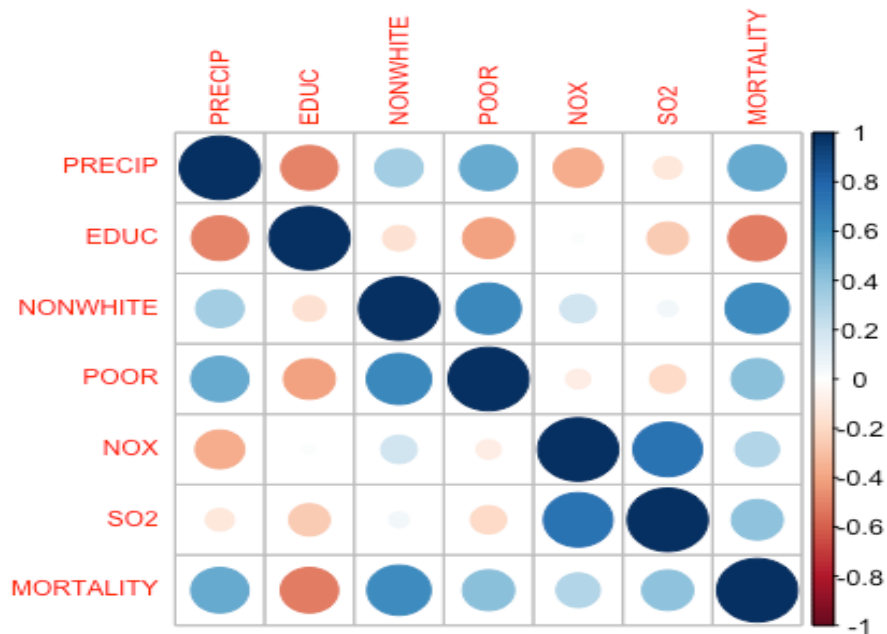 PRECIP
EDUC
NONWHITE
POOR
NOX
SO2
MORTALITY
PRECIP
EDUC
NONWHITE
POOR
NOX
SO2
MORTALITY
1
0.8
0.6
0.4
0.2
0
-0.2
-0.4
-0.6
-0.8
-1